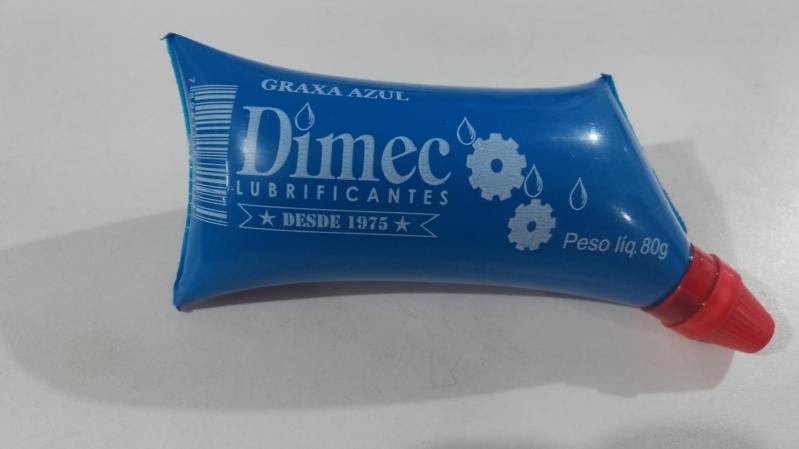 GRAXA AZUL
Dimec
LUBRIFICANTES
★ DESDE 1975 ★
Peso líq. 80g